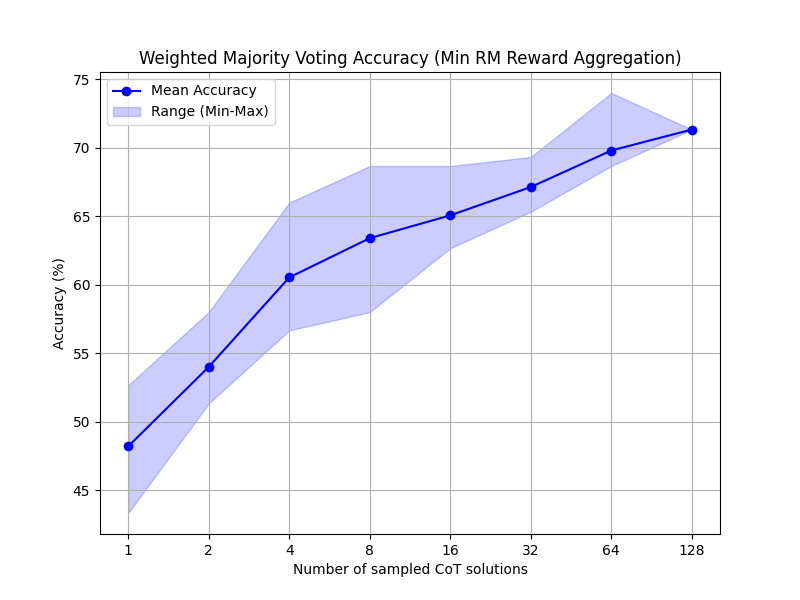 Weighted Majority Voting Accuracy (Min RM Reward Aggregation)
Mean Accuracy
Range (Min-Max)
Accuracy (%)
75
70
65
60
55
50
45
1 2 4 8 16 32 64 128
Number of sampled CoT solutions